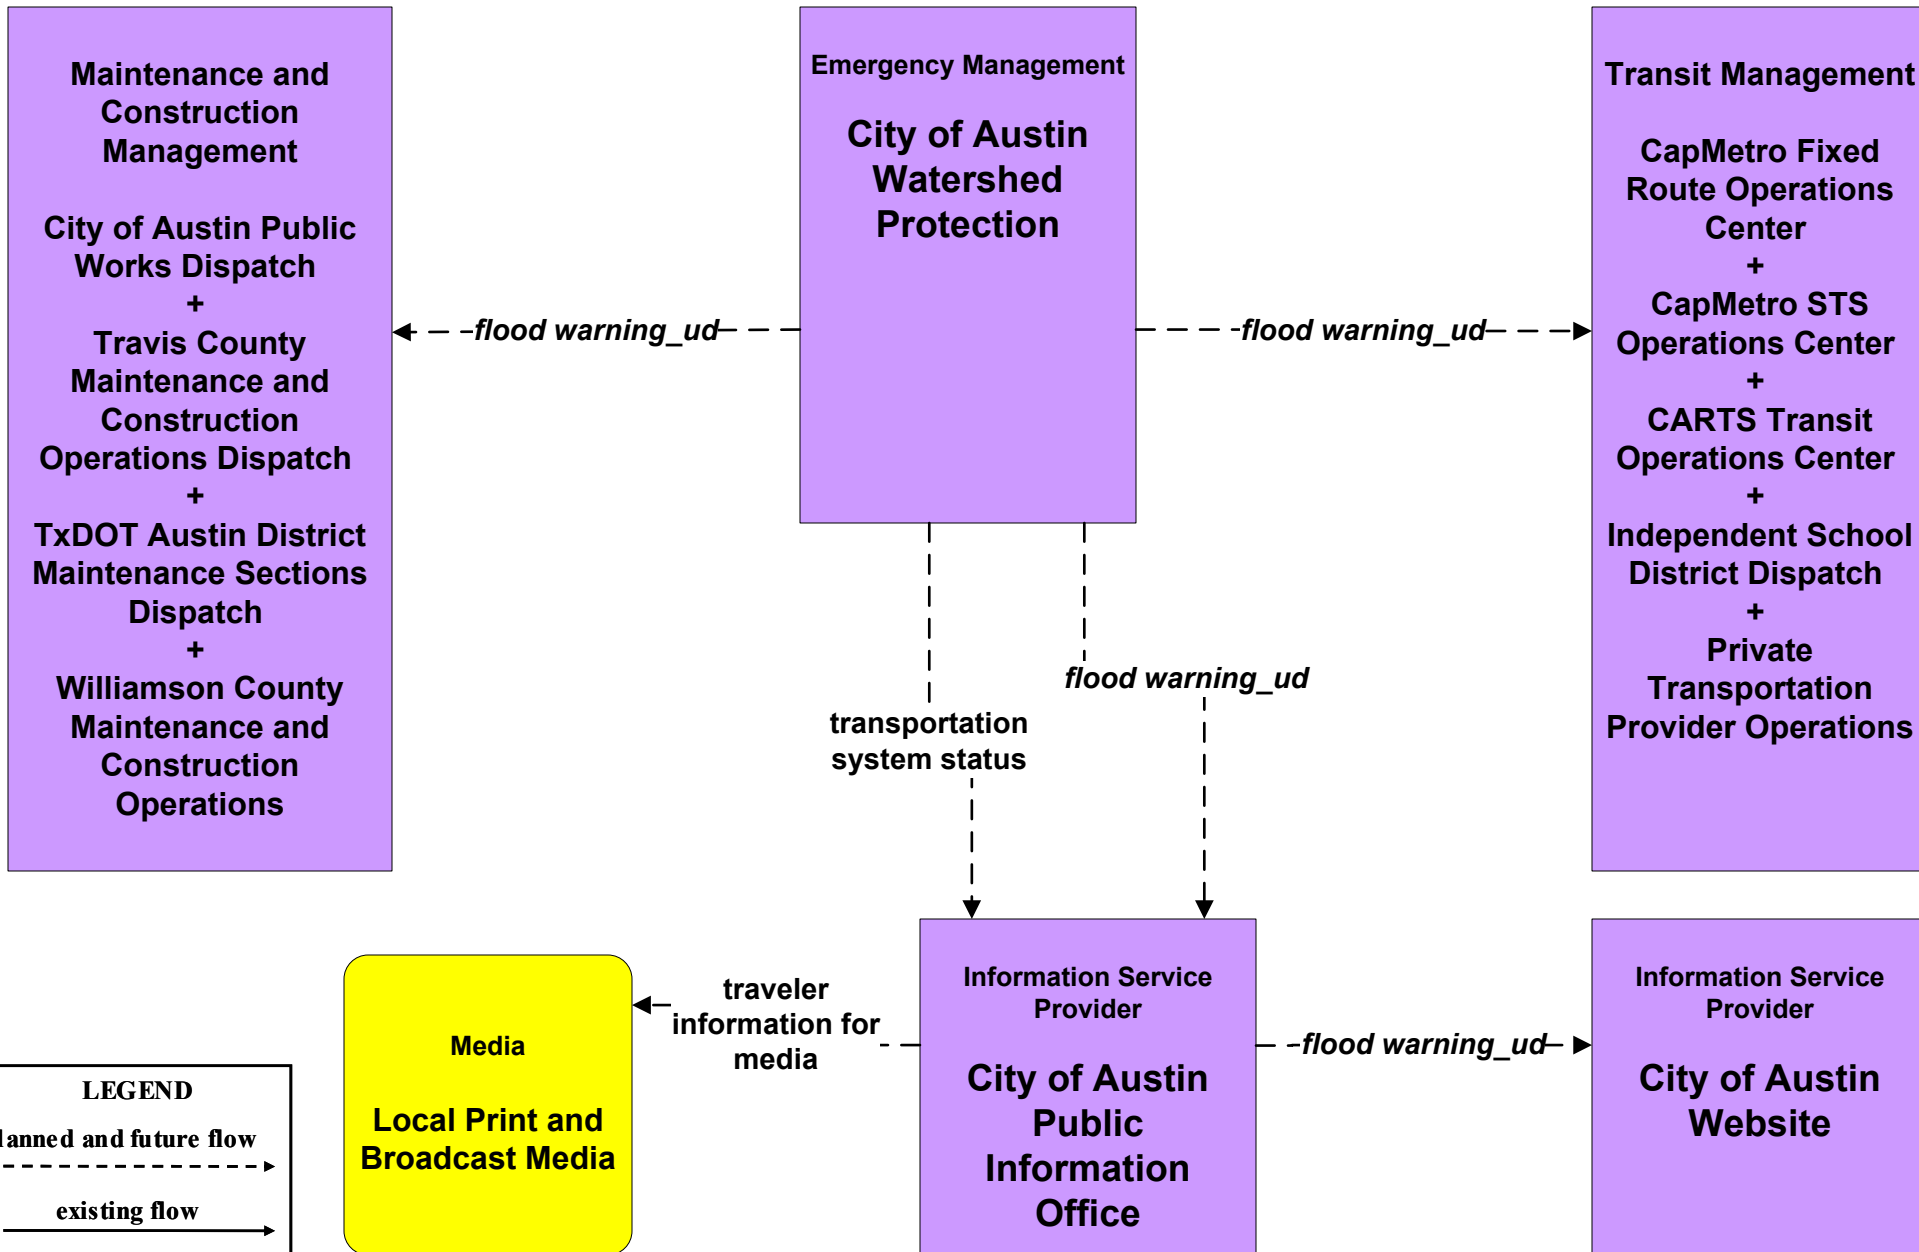 Maintenance and
Construction
Management
City of Austin Public
Works Dispatch
+
Travis County
Maintenance and
Construction
Operations Dispatch
+
TxDOT Austin District
Maintenance Sections
Dispatch
+
Williamson County
Maintenance and
Construction
Operations
flood warning_ud
Emergency Management
City of Austin
Watershed
Protection
flood warning_ud
Transit Management
CapMetro Fixed
Route Operations
Center
+
CapMetro STS
Operations Center
+
CARTS Transit
Operations Center
+
Independent School
District Dispatch
+
Private
Transportation
Provider Operations
flood warning_ud
transportation
system status
LEGEND
lanned and future flow
existing flow
Media
Local Print and
Broadcast Media
traveler
information for
media
Information Service
Provider
City of Austin
Public
Information
Office
flood warning_ud
Information Service
Provider
City of Austin
Website